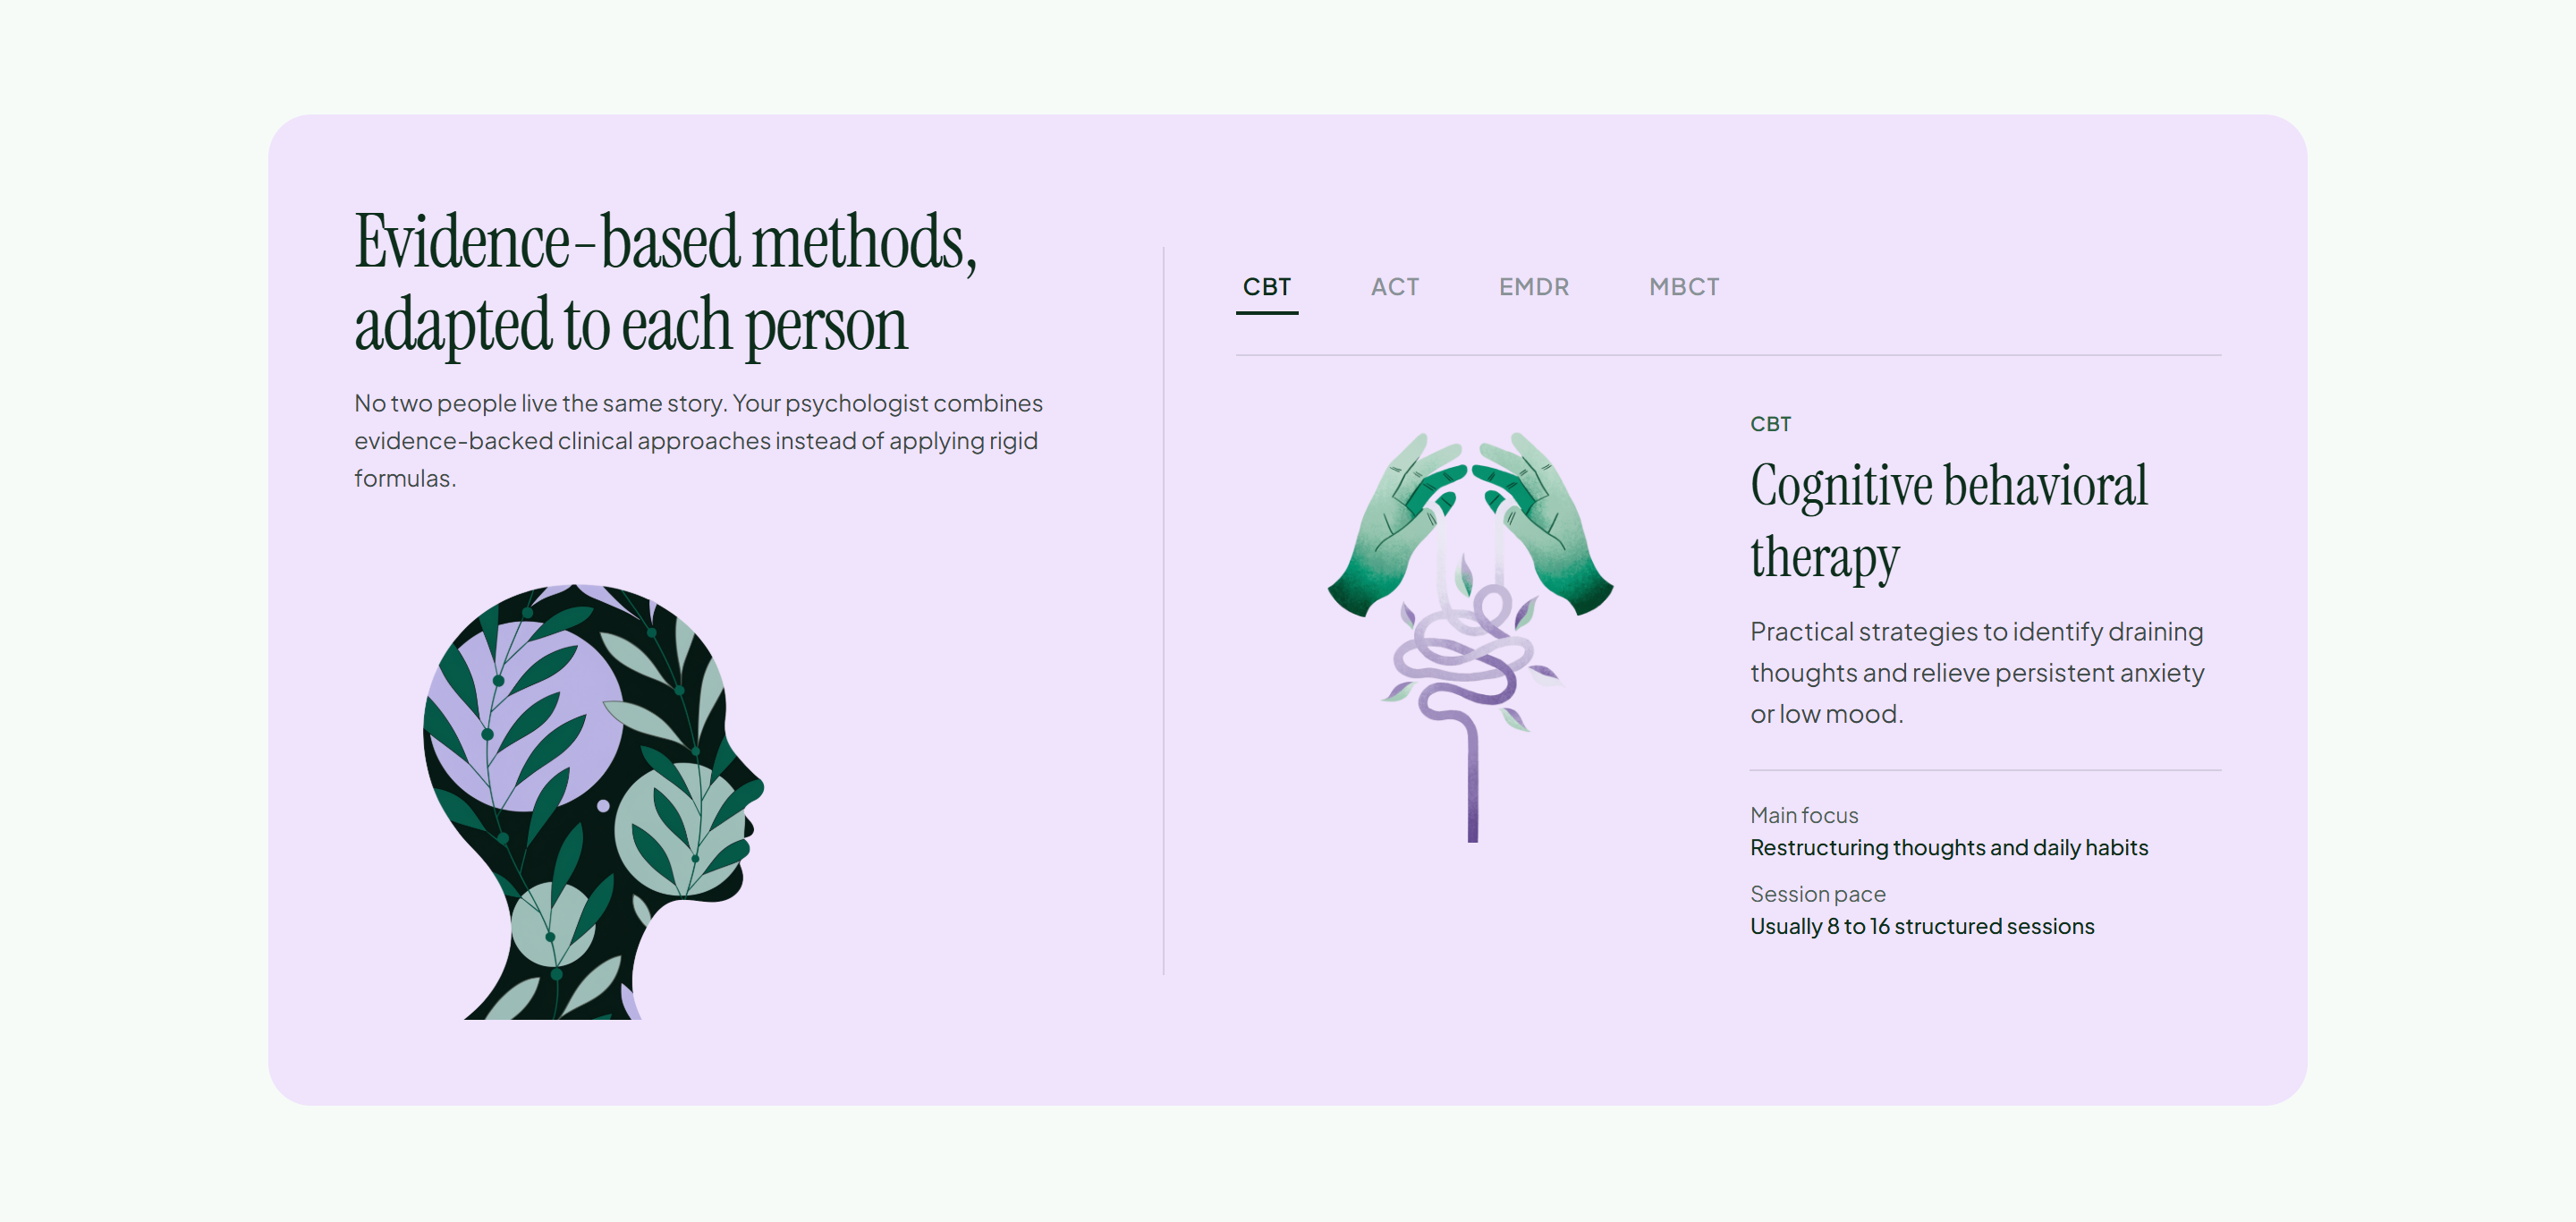 Evidence-based methods,
adapted to each person
No two people live the same story. Your psychologist combines
evidence-backed clinical approaches instead of applying rigid
formulas.
CBT
ACT
EMDR
MBCT
CBT
Cognitive behavioral
therapy
Practical strategies to identify draining
thoughts and relieve persistent anxiety
or low mood.
Main focus
Restructuring thoughts and daily habits
Session pace
Usually 8 to 16 structured sessions